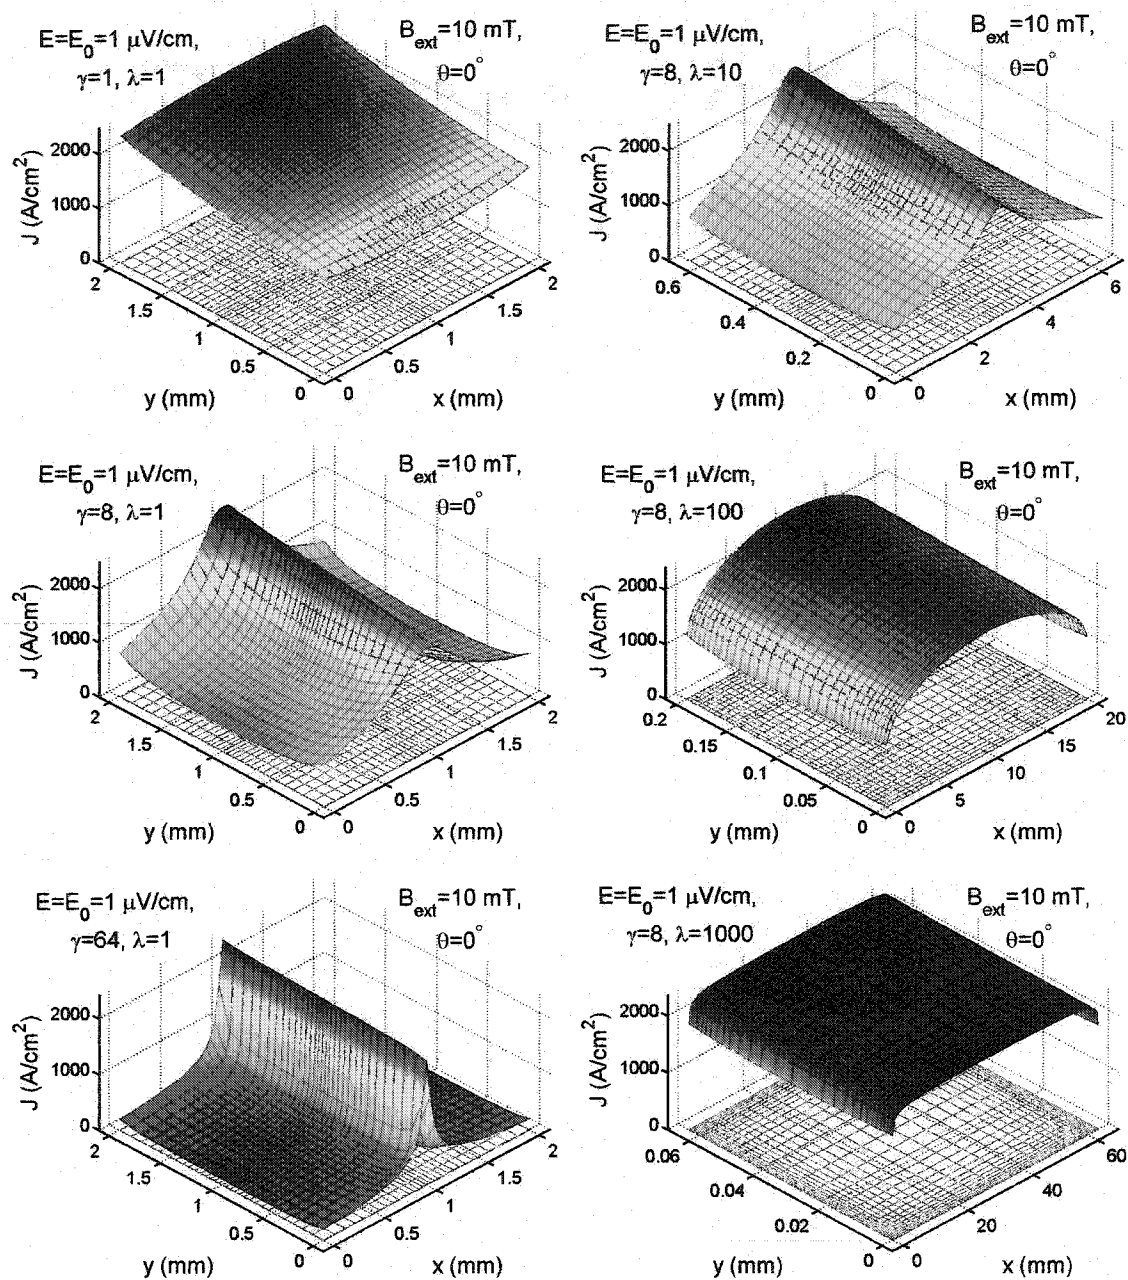 E=E0=1 μV/cm,
γ=1, λ=1
Bext=10 mT,
θ=0°
J (A/cm2)
2000
1000
0
2
1.5
1
0.5
0
y (mm)
0
0.5
1
1.5
2
x (mm)
E=E0=1 μV/cm,
γ=8, λ=10
Bext=10 mT,
θ=0°
J (A/cm2)
2000
1000
0
0.6
0.4
0.2
0
y (mm)
0
2
4
6
x (mm)
E=E0=1 μV/cm,
γ=8, λ=1
Bext=10 mT,
θ=0°
J (A/cm2)
2000
1000
0
2
1.5
1
0.5
0
y (mm)
0
0.5
1
1.5
2
x (mm)
E=E0=1 μV/cm,
γ=8, λ=100
Bext=10 mT,
θ=0°
J (A/cm2)
2000
1000
0
0.2
0.15
0.1
0.05
0
y (mm)
0
5
10
15
20
x (mm)
E=E0=1 μV/cm,
γ=64, λ=1
Bext=10 mT,
θ=0°
J (A/cm2)
2000
1000
0
2
1.5
1
0.5
0
y (mm)
0
0.5
1
1.5
2
x (mm)
E=E0=1 μV/cm,
γ=8, λ=1000
Bext=10 mT,
θ=0°
J (A/cm2)
2000
1000
0
0.06
0.04
0.02
0
y (mm)
0
20
40
60
x (mm)